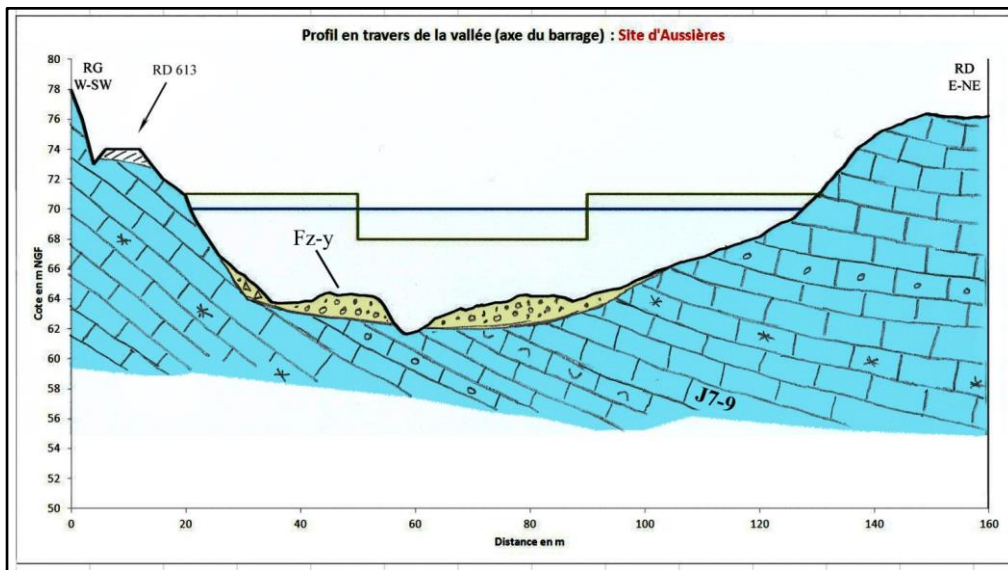 Profil en travers de la vallée (axe du barrage) : Site d'Aussières
RG
W-SW
RD 613
RD
E-NE
Cote en m NGF
80
78
76
74
72
70
68
66
64
62
60
58
56
54
52
50
Fz-y
J7-9
0
20
40
60
80
100
120
140
160
Distance en m